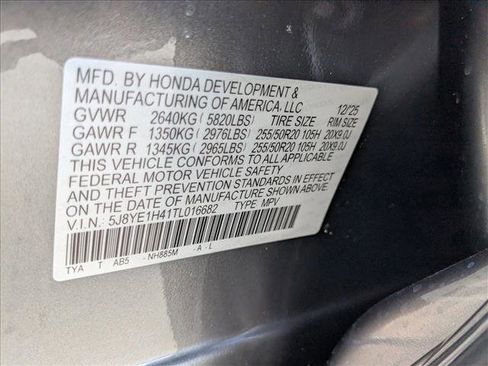 MFD. BY HONDA DEVELOPMENT &
MANUFACTURING OF AMERICA, LLC 12/25
GVWR 2640KG ( 5820LBS) TIRE SIZE RIM SIZE
GAWR F 1350KG ( 2976LBS) 255/50R20 105H 20X9.0J
GAWR R 1345KG ( 2965LBS) 255/50R20 105H 20X9.0J
THIS VEHICLE CONFORMS TO ALL APPLICABLE
FEDERAL MOTOR VEHICLE SAFETY
AND THEFT PREVENTION STANDARDS IN EFFECT
ON THE DATE OF MANUFACTURE SHOWN ABOVE.
V.I.N.: 5J8YE1H41TL016682 TYPE MPV
TYA T AB5 - NH885M - A - L